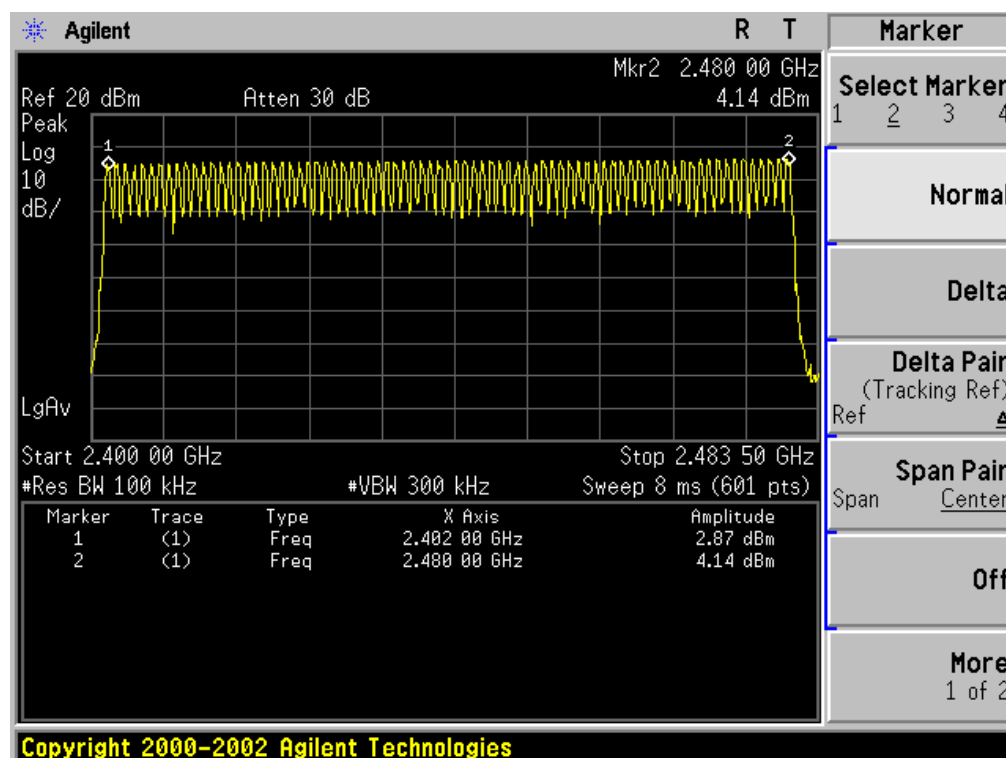 Agilent R T Marker
Mkr2 2.480 00 GHz
Ref 20 dBm Atten 30 dB 4.14 dBm
Select Marker
1 2 3 4
Peak
Log
10
dB/
1
2
Normal
Delta
Delta Pair
(Tracking Ref)
Ref Δ
LgAv
Start 2.400 00 GHz Stop 2.483 50 GHz
#Res BW 100 kHz #VBW 300 kHz Sweep 8 ms (601 pts)
Span Pair
Span Center
Marker Trace Type X Axis Amplitude
1 (1) Freq 2.402 00 GHz 2.87 dBm
2 (1) Freq 2.480 00 GHz 4.14 dBm
Off
More
1 of 2
Copyright 2000-2002 Agilent Technologies